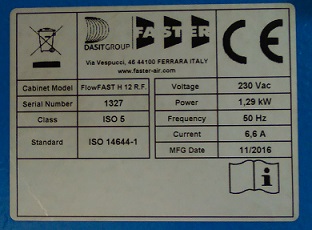 DASITGROUP
FASTER
CE
Via Vespucci, 45 44100 FERRARA ITALY
www.faster-air.com
Cabinet Model FlowFAST H 12 R.F.
Serial Number 1327
Class ISO 5
Standard ISO 14644-1
Voltage 230 Vac
Power 1,29 kW
Frequency 50 Hz
Current 6,6 A
MFG Date 11/2016
i